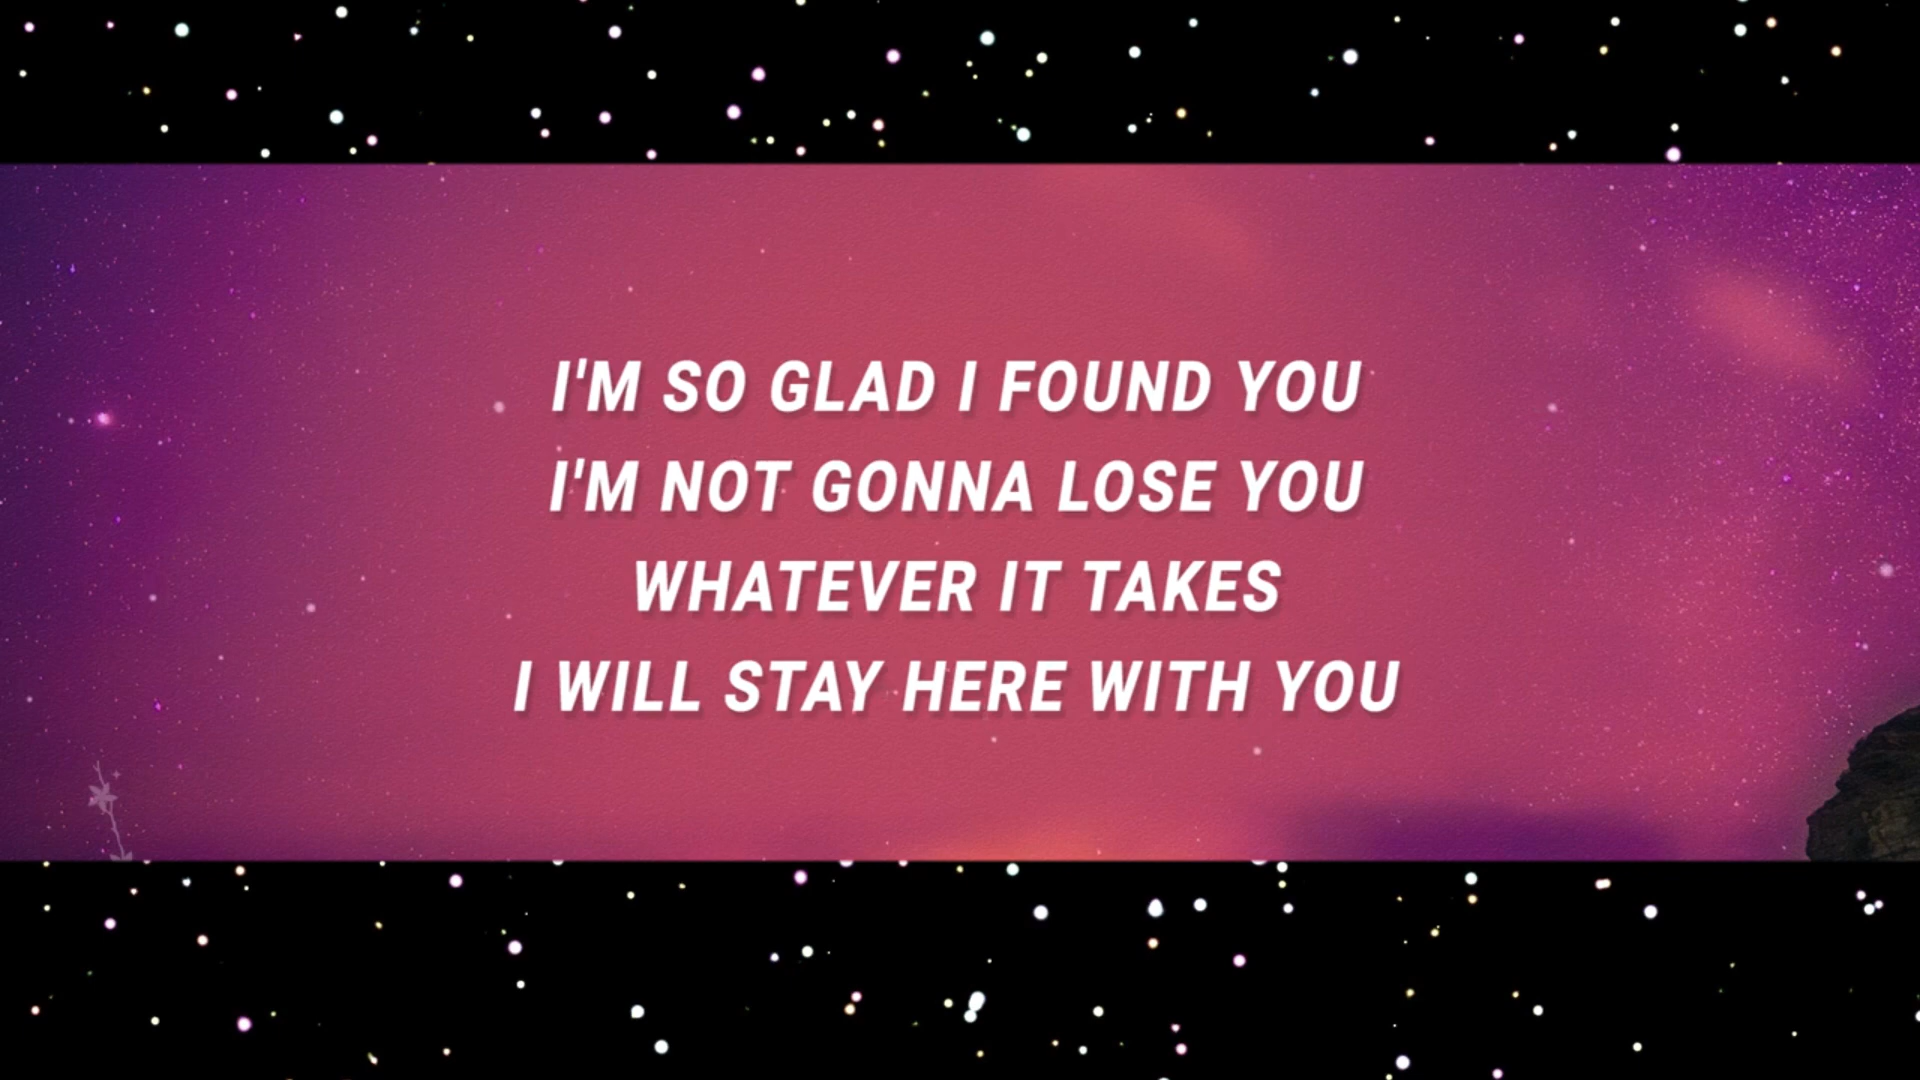 I'M SO GLAD I FOUND YOU
I'M NOT GONNA LOSE YOU
WHATEVER IT TAKES
I WILL STAY HERE WITH YOU